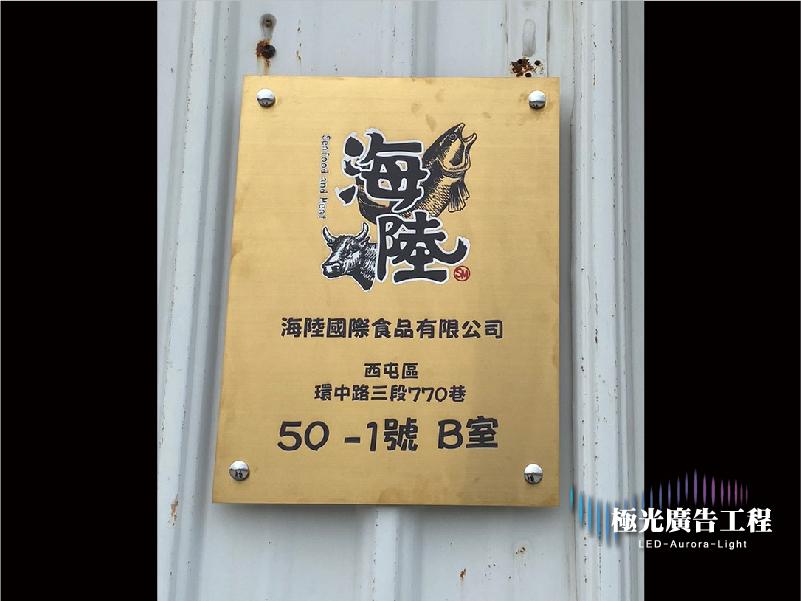 海陸
Seafood and Meat
SM
海陸國際食品有限公司
西屯區
環中路三段770巷
50 -1號 B室
極光廣告工程
LED-Aurora-Light